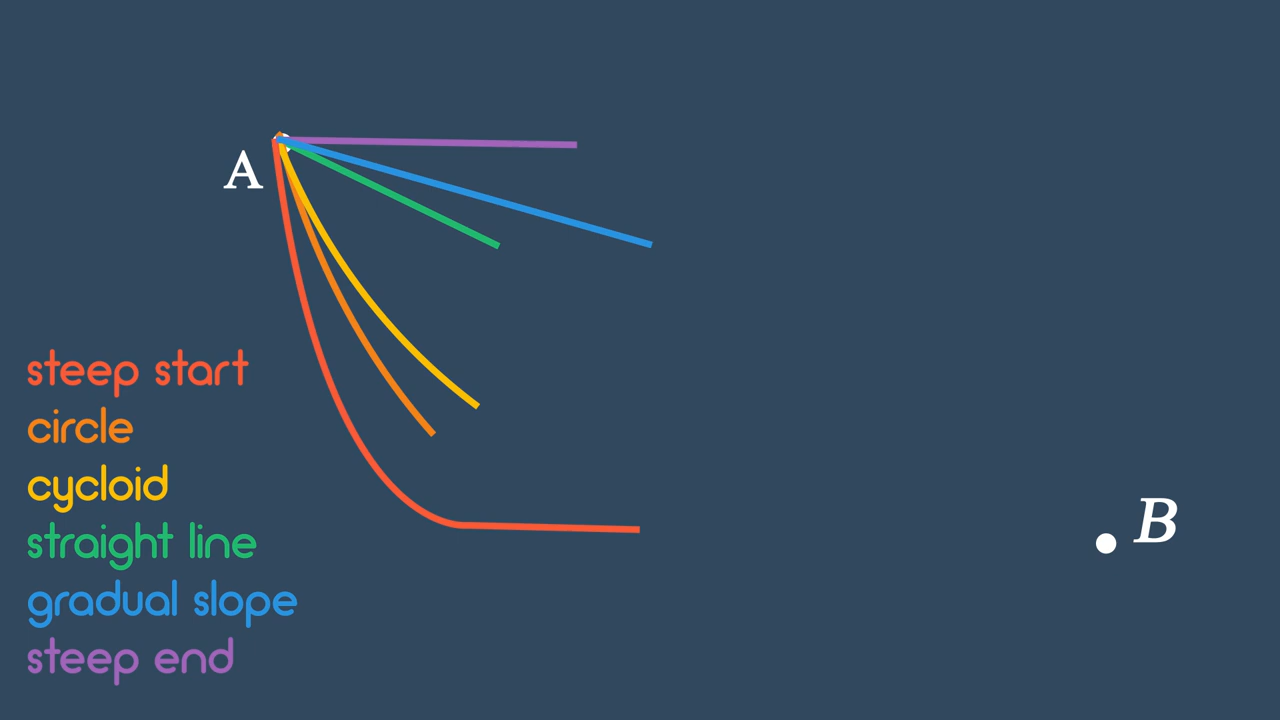 A
steep start
circle
cycloid
straight line
gradual slope
steep end
B